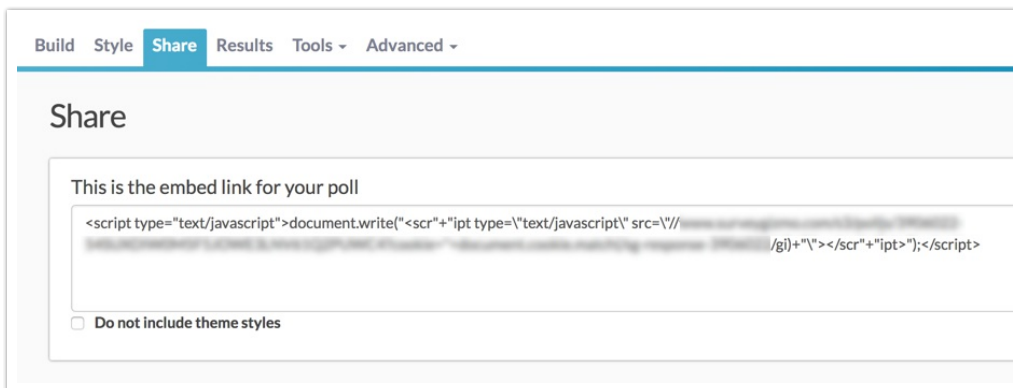 Build Style Share Results Tools Advanced
Share
This is the embed link for your poll
<script type="text/javascript">document.write("<scr"+"ipt type=\"text/javascript\" src=\"//
/gi)+"\"></scr"+"ipt>");</script>
Do not include theme styles